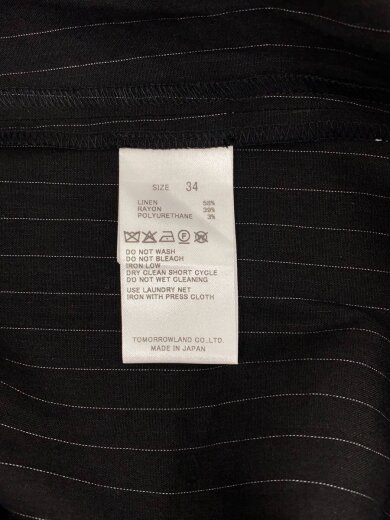 SIZE 34
LINEN 58%
RAYON 39%
POLYURETHANE 3%
DO NOT WASH
DO NOT BLEACH
IRON LOW
DRY CLEAN SHORT CYCLE
DO NOT WET CLEANING
USE LAUNDRY NET
IRON WITH PRESS CLOTH
TOMORROWLAND CO.,LTD.
MADE IN JAPAN